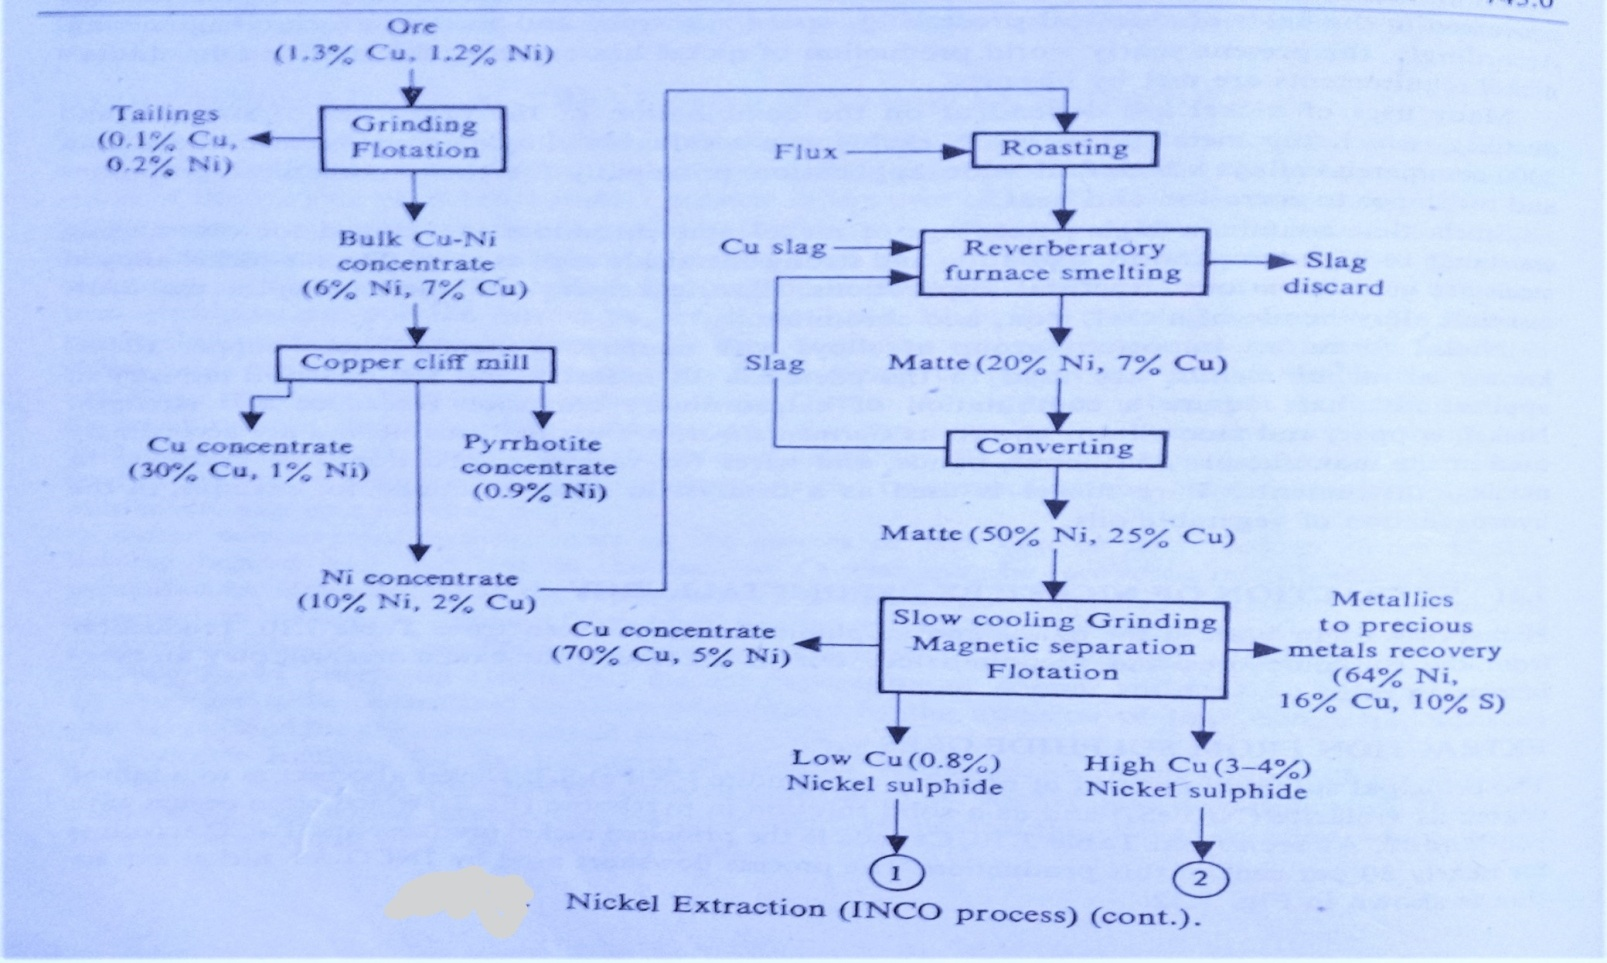 Ore
(1.3% Cu, 1.2% Ni)
Tailings
(0.1% Cu,
0.2% Ni)
Grinding
Flotation
Bulk Cu-Ni
concentrate
(6% Ni, 7% Cu)
Copper cliff mill
Cu concentrate
(30% Cu, 1% Ni)
Pyrrhotite
concentrate
(0.9% Ni)
Ni concentrate
(10% Ni, 2% Cu)
Flux
Roasting
Cu slag
Reverberatory
furnace smelting
Slag
discard
Slag
Matte (20% Ni, 7% Cu)
Converting
Matte (50% Ni, 25% Cu)
Slow cooling Grinding
Magnetic separation
Flotation
Cu concentrate
(70% Cu, 5% Ni)
Metallics
to precious
metals recovery
(64% Ni,
16% Cu, 10% S)
Low Cu (0.8%)
Nickel sulphide
High Cu (3–4%)
Nickel sulphide
1
2
Nickel Extraction (INCO process) (cont.).